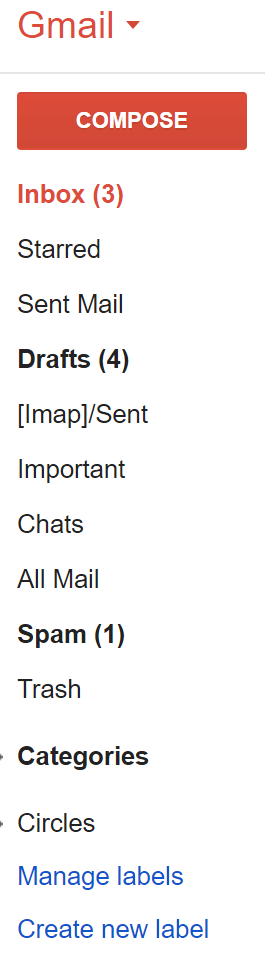 Gmail
COMPOSE
Inbox (3)
Starred
Sent Mail
Drafts (4)
[Imap]/Sent
Important
Chats
All Mail
Spam (1)
Trash
Categories
Circles
Manage labels
Create new label